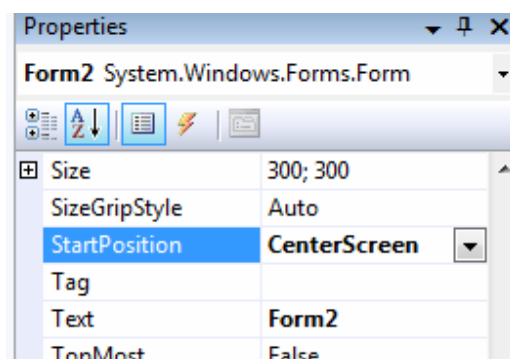 Properties
Form2 System.Windows.Forms.Form
Size 300; 300
SizeGripStyle Auto
StartPosition CenterScreen
Tag
Text Form2
TopMost False